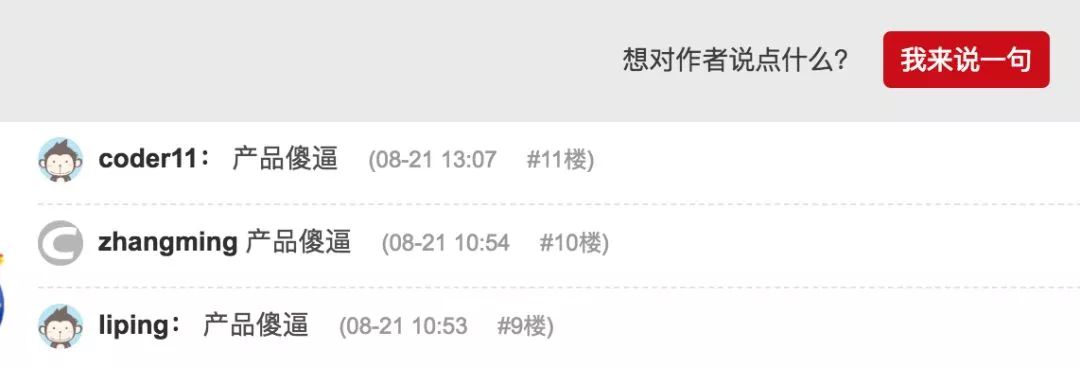 想对作者说点什么? 我来说一句
coder11： 产品傻逼 (08-21 13:07 #11楼)
zhangming 产品傻逼 (08-21 10:54 #10楼)
liping： 产品傻逼 (08-21 10:53 #9楼)